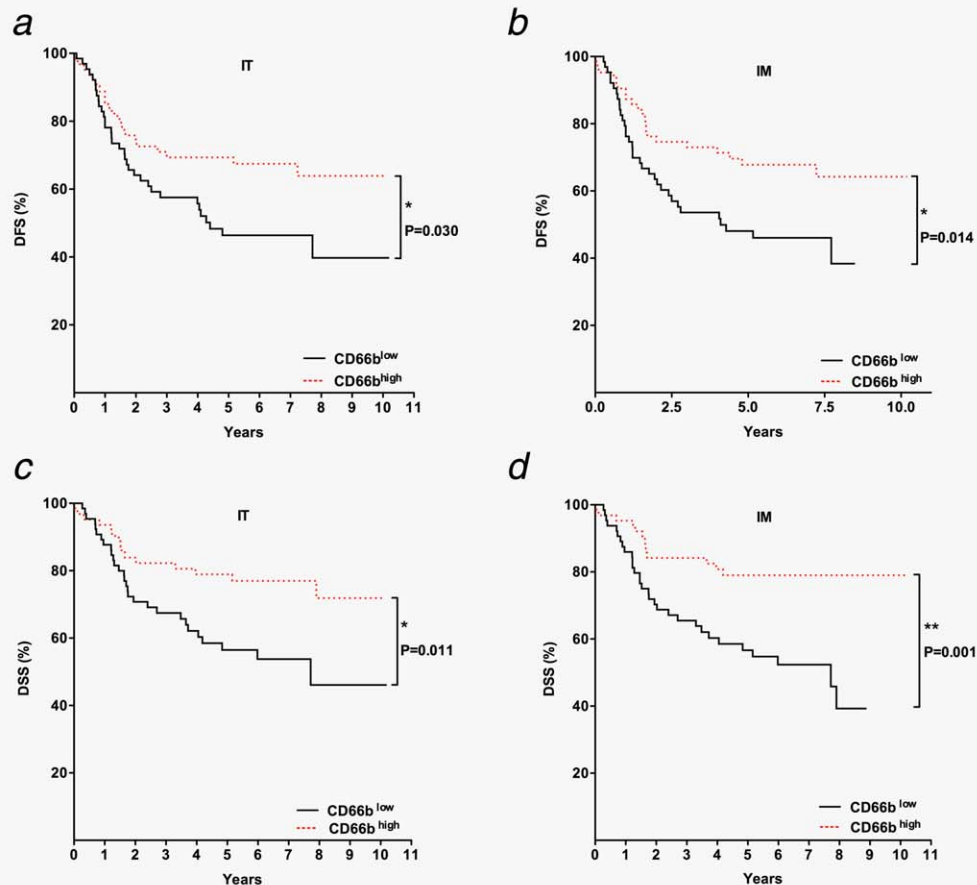 a
IT
100
80
60
40
20
DFS (%)
*
P=0.030
CD66b low
CD66b high
0 1 2 3 4 5 6 7 8 9 10 11
Years
b
IM
100
80
60
40
20
DFS (%)
*
P=0.014
CD66b low
CD66b high
0.0 2.5 5.0 7.5 10.0
Years
c
IT
100
80
60
40
20
DSS (%)
*
P=0.011
CD66b low
CD66b high
0 1 2 3 4 5 6 7 8 9 10 11
Years
d
IM
100
80
60
40
20
DSS (%)
**
P=0.001
CD66b low
CD66b high
0 1 2 3 4 5 6 7 8 9 10 11
Years